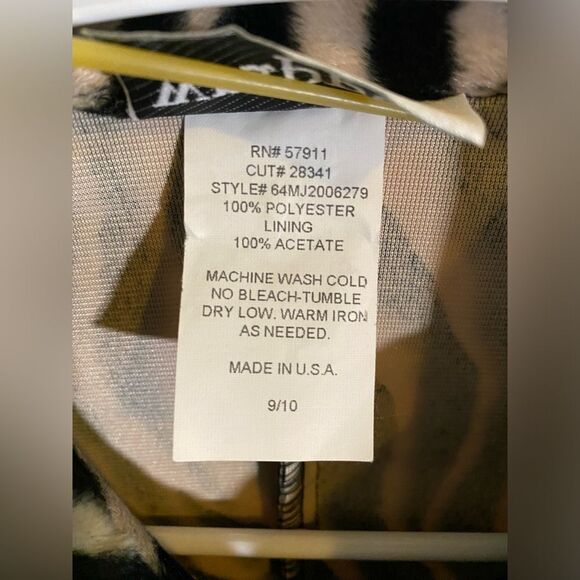 RN# 57911
CUT# 28341
STYLE# 64MJ2006279
100% POLYESTER
LINING
100% ACETATE
MACHINE WASH COLD
NO BLEACH-TUMBLE
DRY LOW. WARM IRON
AS NEEDED.
MADE IN U.S.A.
9/10